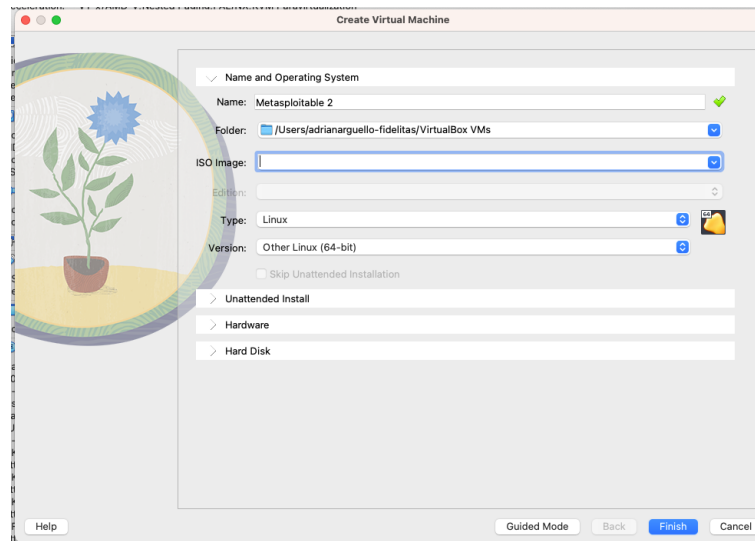 Create Virtual Machine
Name and Operating System
Name: Metasploitable 2
Folder: /Users/adrianarguello-fidelitas/VirtualBox VMs
ISO Image:
Edition:
Type: Linux
64
Version: Other Linux (64-bit)
Skip Unattended Installation
Unattended Install
Hardware
Hard Disk
Help Guided Mode Back Finish Cancel